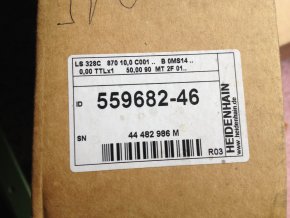 LS 328C 870 10,0 C001 .. B 0MS14 ..
0,00 TTLx1 50,00 90 MT 2F 01 ..
ID 559682-46
SN 44 482 986 M
HEIDENHAIN
www.heidenhain.de
R03